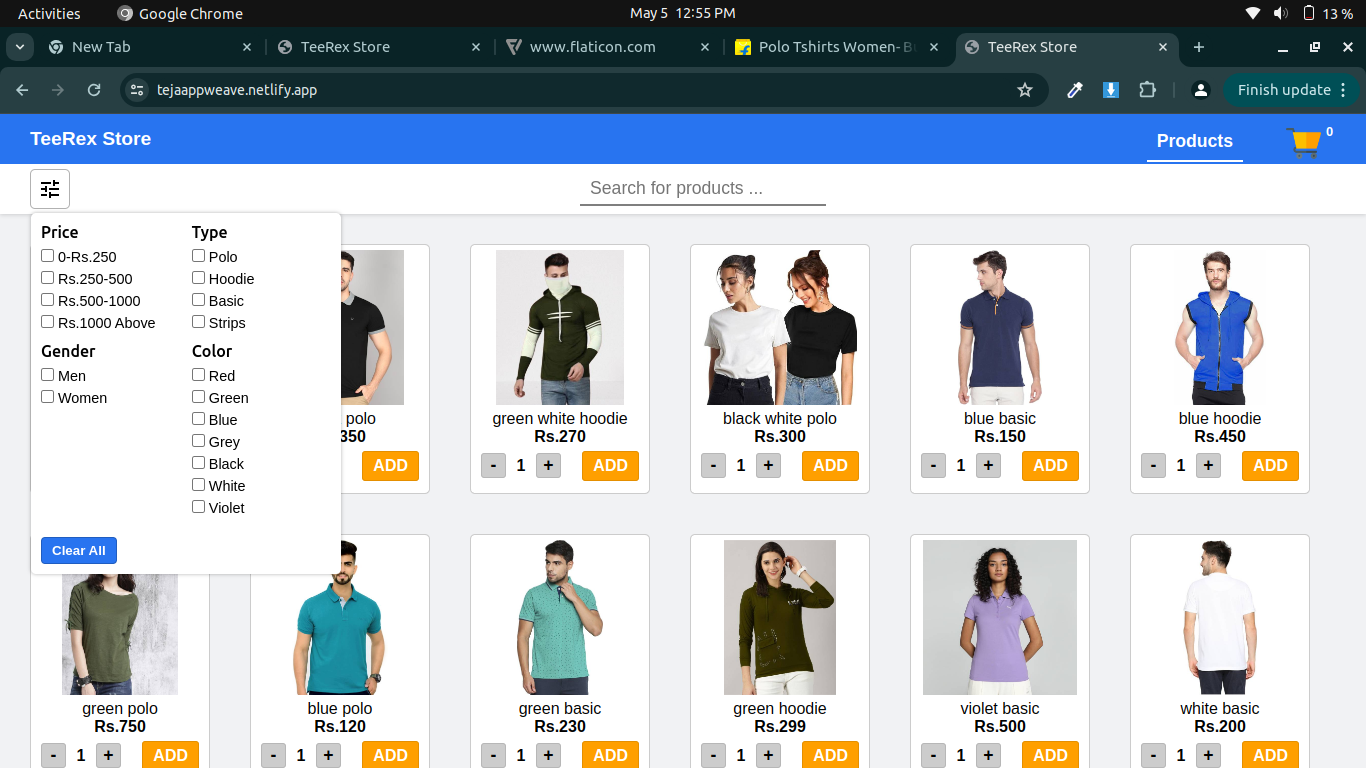 Activities Google Chrome May 5 12:55 PM 13 %
New Tab TeeRex Store www.flaticon.com Polo Tshirts Women- Bu TeeRex Store
tejaappweave.netlify.app Finish update
TeeRex Store Products 0
Search for products ...
Price Type
0-Rs.250 Polo
Rs.250-500 Hoodie
Rs.500-1000 Basic
Rs.1000 Above Strips
Gender Color
Men Red
Women Green
Blue
Grey
Black
White
Violet
Clear All
polo green white hoodie black white polo blue basic blue hoodie
350 Rs.270 Rs.300 Rs.150 Rs.450
ADD - 1 + ADD - 1 + ADD - 1 + ADD - 1 + ADD
green polo blue polo green basic green hoodie violet basic white basic
Rs.750 Rs.120 Rs.230 Rs.299 Rs.500 Rs.200
- 1 + ADD - 1 + ADD - 1 + ADD - 1 + ADD - 1 + ADD - 1 + ADD